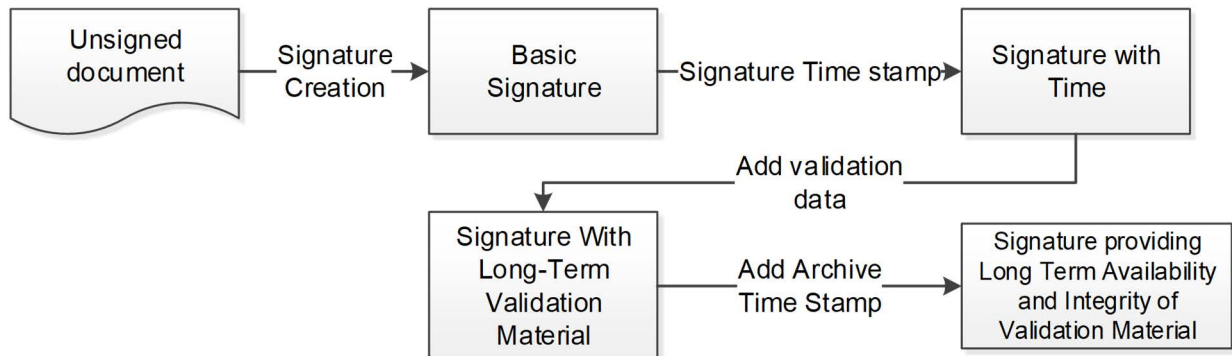 Unsigned
document
Signature
Creation
Basic
Signature
Signature Time stamp
Signature with
Time
Add validation
data
Signature With
Long-Term
Validation
Material
Add Archive
Time Stamp
Signature providing
Long Term Availability
and Integrity of
Validation Material